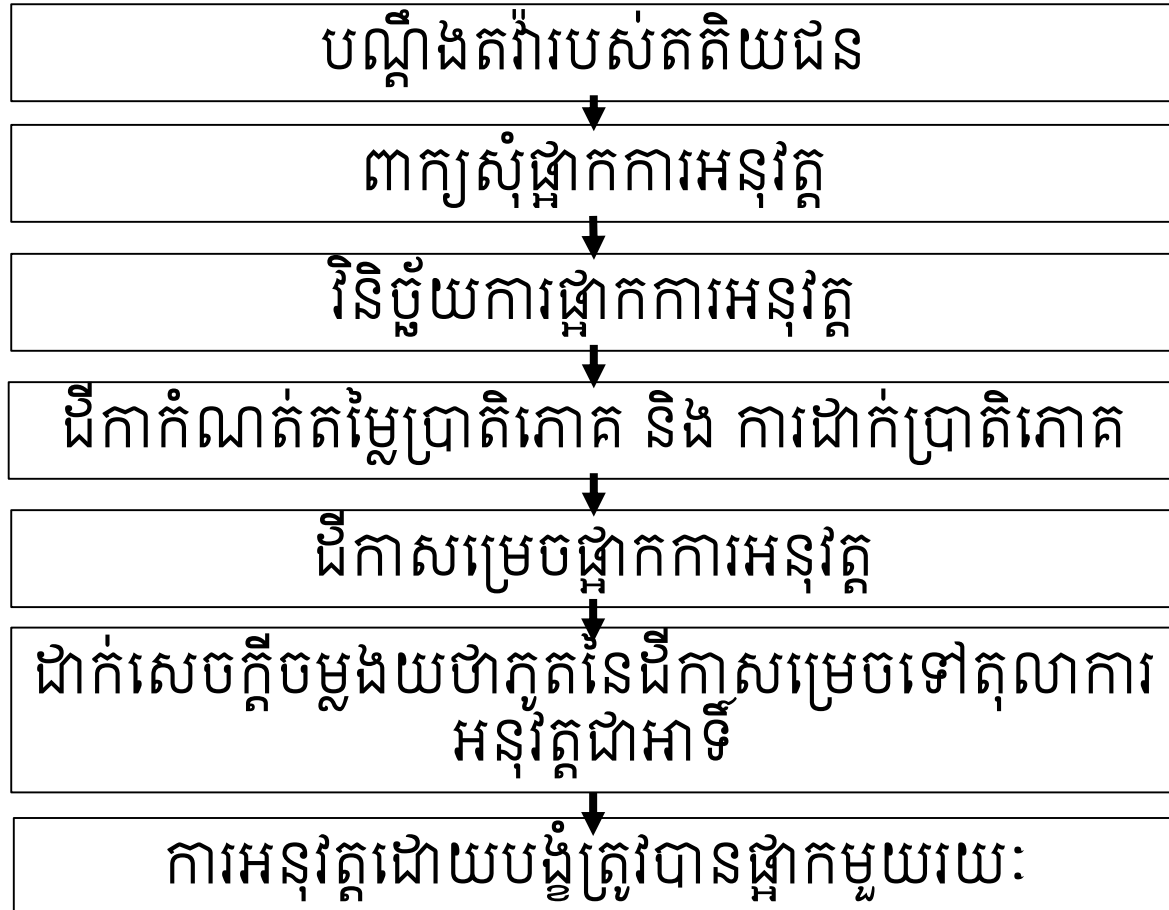 បណ្តឹងតវ៉ារបស់តតិយជន
ពាក្យសុំផ្អាកការអនុវត្ត
វិនិច្ឆ័យការផ្អាកការអនុវត្ត
ដីកាកំណត់តម្លៃប្រាតិភោគ និង ការដាក់ប្រាតិភោគ
ដីកាសម្រេចផ្អាកការអនុវត្ត
ដាក់សេចក្តីចម្លងយថាភូតនៃដីកាសម្រេចទៅតុលាការ
អនុវត្តជាអាទិ៍
ការអនុវត្តដោយបង្ខំត្រូវបានផ្អាកមួយរយៈ